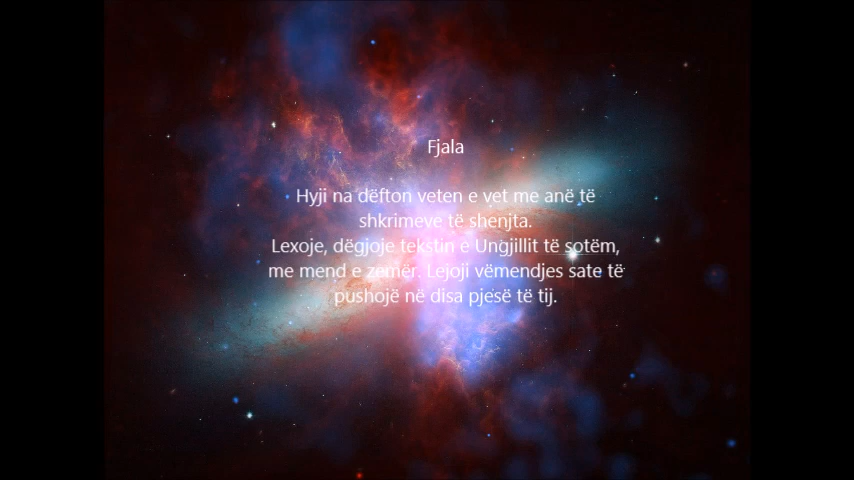 Fjala
Hyji na dëfton veten e vet me anë të
shkrimeve të shenjta.
Lexoje, dëgjoje tekstin e Ungjillit të sotëm,
me mend e zemër. Lejoji vëmendjes sate të
pushojë në disa pjesë të tij.